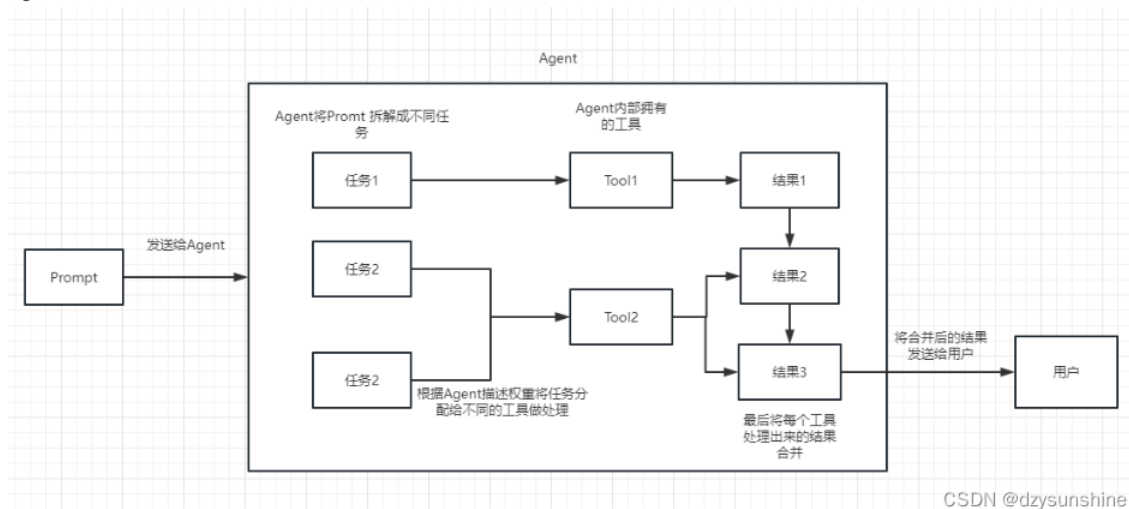 Agent
Agent将Promt 拆解成不同任
务
Agent内部拥有
的工具
任务1
Tool1
结果1
发送给Agent
Prompt
任务2
Tool2
结果2
任务2
根据Agent描述权重将任务分
配给不同的工具做处理
结果3
将合并后的结果
发送给用户
用户
最后将每个工具
处理出来的结果
合并
CSDN @dzysunshine